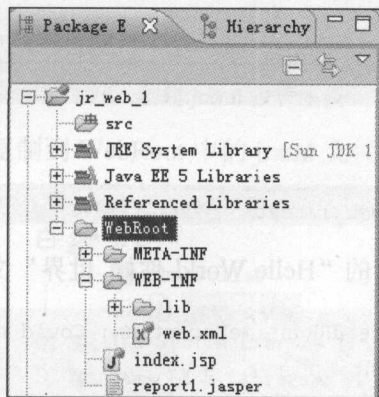 Package E Hierarchy
jr_web_1
src
JRE System Library [Sun JDK 1
Java EE 5 Libraries
Referenced Libraries
WebRoot
META-INF
WEB-INF
lib
web.xml
index.jsp
report1.jasper